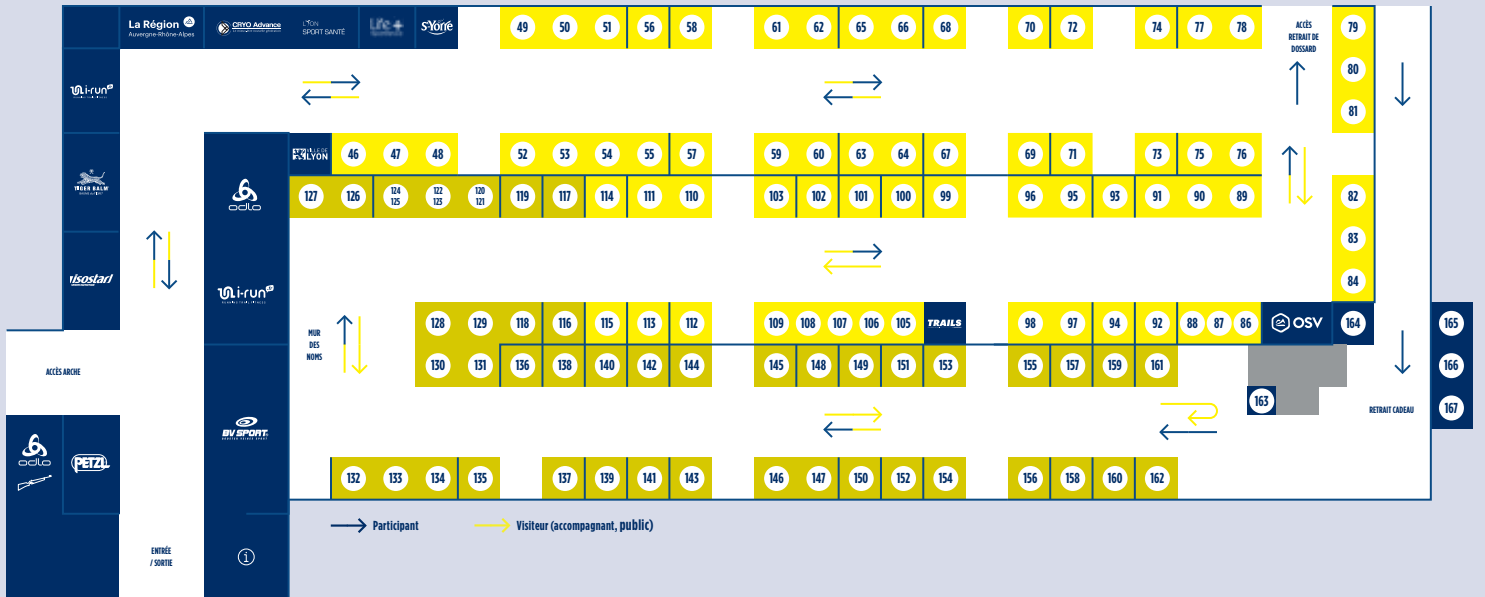 La Région
Auvergne-Rhône-Alpes
CRYO Advance
LYON
SPORT SANTÉ
Life +
St-Yorre
49 50 51 56 58
61 62 65 66 68
70 72
74 77 78
ACCÈS
RETRAIT DE
DOSSARD
79
80
81
i-run
VILLE DE
LYON
46 47 48
52 53 54 55 57
59 60 63 64 67
69 71
73 75 76
TIGER BALM
odlo
127 126
124
125
122
123
120
121
119 117 114 111 110
103 102 101 100 99
96 95 93 91 90 89
82
83
84
isostar
i-run
MUR
DES
NOMS
128 129 118 116 115 113 112
109 108 107 106 105
TRAILS
98 97 94 92 88 87 86
OSV
164
165
ACCÈS ARCHE
130 131 136 138 140 142 144
145 148 149 151 153
155 157 159 161
166
163
RETRAIT CADEAU
167
BV SPORT
odlo
PETZL
132 133 134 135
137 139 141 143
146 147 150 152 154
156 158 160 162
Participant
Visiteur (accompagnant, public)
ENTRÉE
/ SORTIE
i